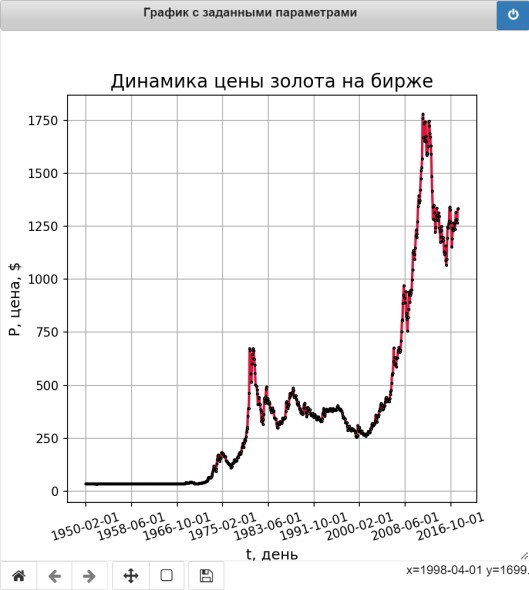 График с заданными параметрами
Динамика цены золота на бирже
P, цена, $
1750
1500
1250
1000
750
500
250
0
1950-02-01 1958-06-01 1966-10-01 1975-02-01 1983-06-01 1991-10-01 2000-02-01 2008-06-01 2016-10-01
t, день
x=1998-04-01 y=1699.